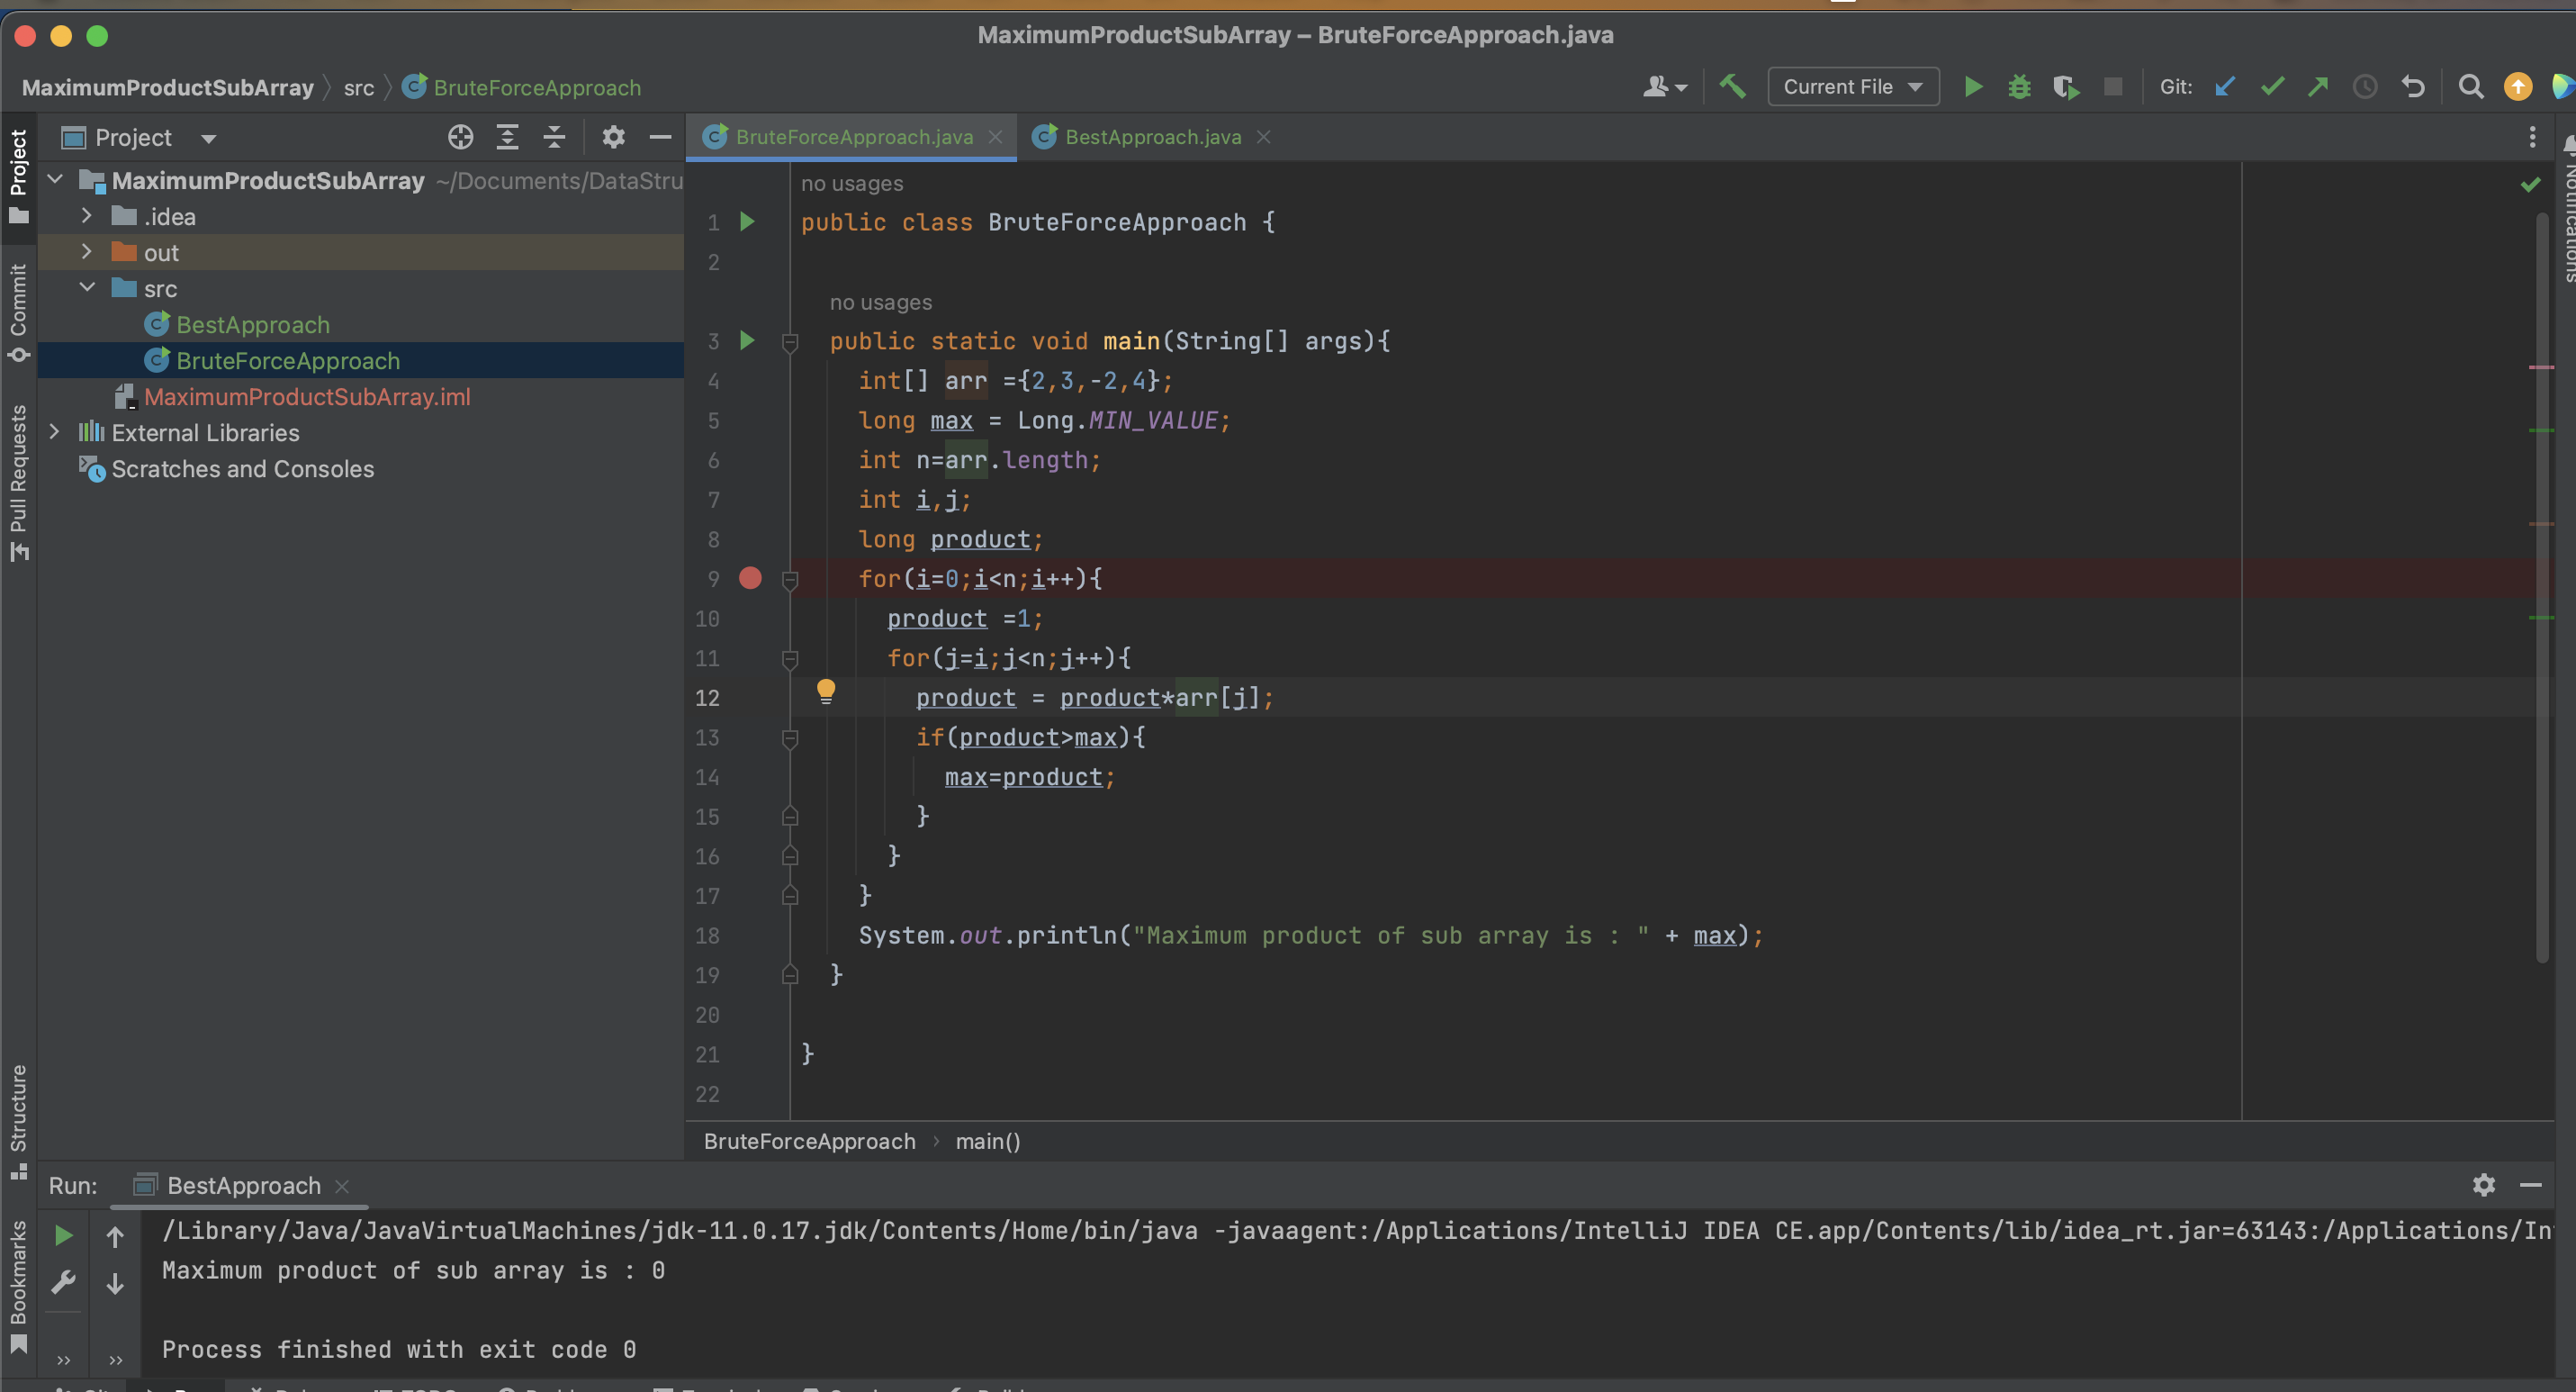 MaximumProductSubArray – BruteForceApproach.java
MaximumProductSubArray src BruteForceApproach
Current File
Git:
Project
Commit
Pull Requests
Structure
Bookmarks
Notifications
Project
MaximumProductSubArray ~/Documents/DataStru
.idea
out
src
BestApproach
BruteForceApproach
MaximumProductSubArray.iml
External Libraries
Scratches and Consoles
BruteForceApproach.java
BestApproach.java
no usages
1 public class BruteForceApproach {
2
no usages
3 public static void main(String[] args){
4 int[] arr ={2,3,-2,4};
5 long max = Long.MIN_VALUE;
6 int n=arr.length;
7 int i,j;
8 long product;
9 for(i=0;i<n;i++){
10 product =1;
11 for(j=i;j<n;j++){
12 product = product*arr[j];
13 if(product>max){
14 max=product;
15 }
16 }
17 }
18 System.out.println("Maximum product of sub array is : " + max);
19 }
20
21 }
22
BruteForceApproach › main()
Run: BestApproach
/Library/Java/JavaVirtualMachines/jdk-11.0.17.jdk/Contents/Home/bin/java -javaagent:/Applications/IntelliJ IDEA CE.app/Contents/lib/idea_rt.jar=63143:/Applications/In
Maximum product of sub array is : 0
Process finished with exit code 0